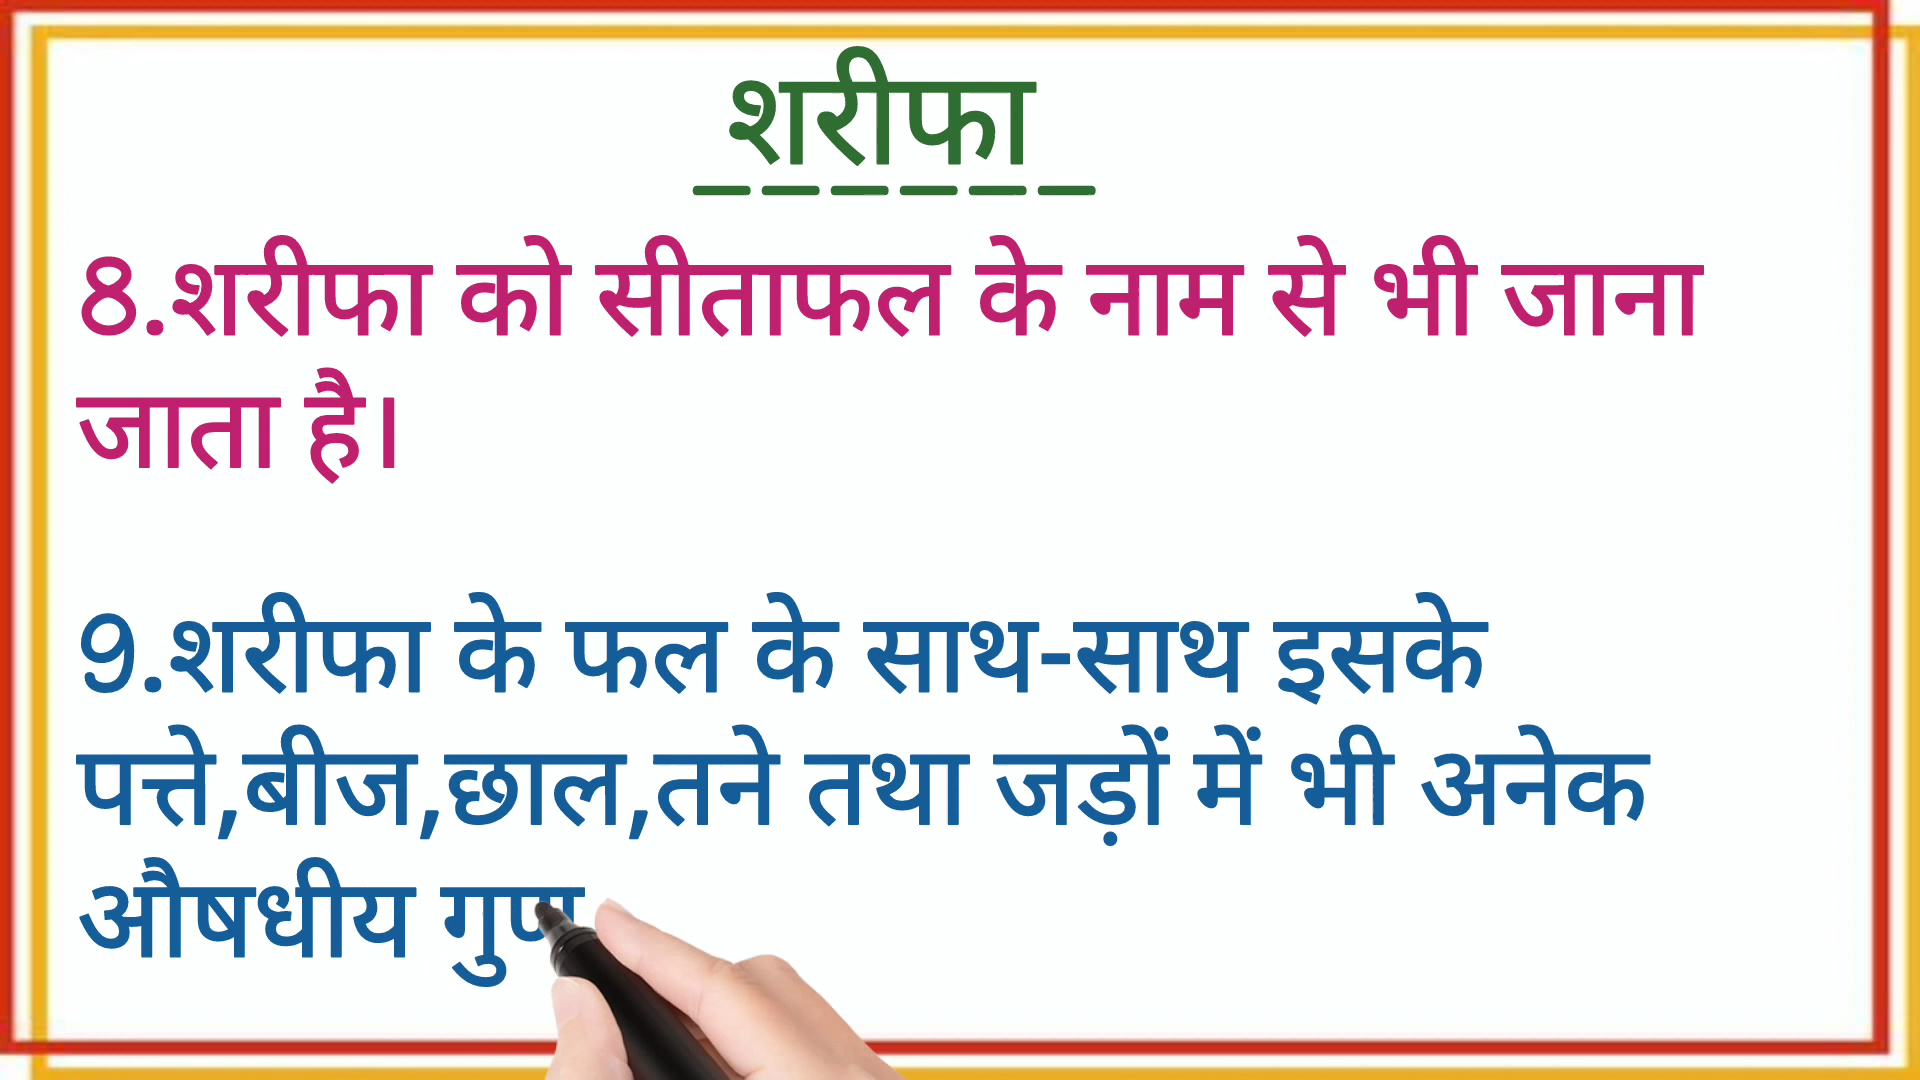 शरीफा
8.शरीफा को सीताफल के नाम से भी जाना
जाता है।
9.शरीफा के फल के साथ-साथ इसके
पत्ते,बीज,छाल,तने तथा जड़ों में भी अनेक
औषधीय गुण